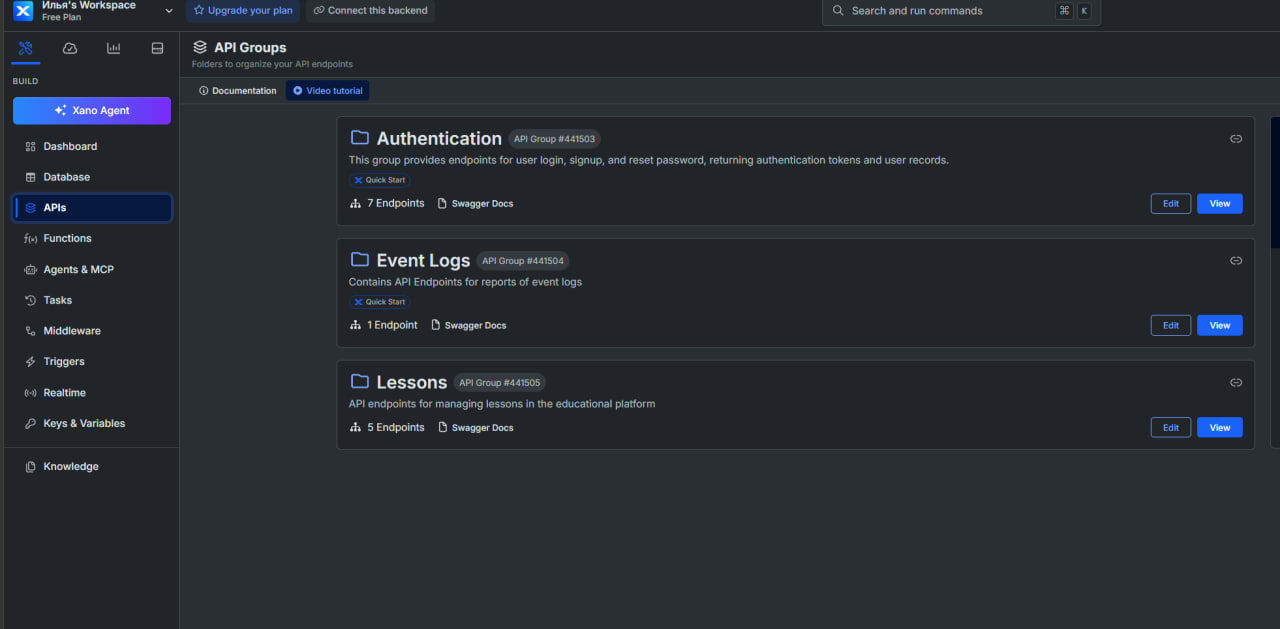 Илья's Workspace
Free Plan
Upgrade your plan
Connect this backend
Search and run commands
⌘ K
API Groups
Folders to organize your API endpoints
BUILD
Documentation
Video tutorial
Xano Agent
Dashboard
Database
APIs
Functions
Agents & MCP
Tasks
Middleware
Triggers
Realtime
Keys & Variables
Knowledge
Authentication API Group #441503
This group provides endpoints for user login, signup, and reset password, returning authentication tokens and user records.
Quick Start
7 Endpoints Swagger Docs
Edit View
Event Logs API Group #441504
Contains API Endpoints for reports of event logs
Quick Start
1 Endpoint Swagger Docs
Edit View
Lessons API Group #441505
API endpoints for managing lessons in the educational platform
5 Endpoints Swagger Docs
Edit View